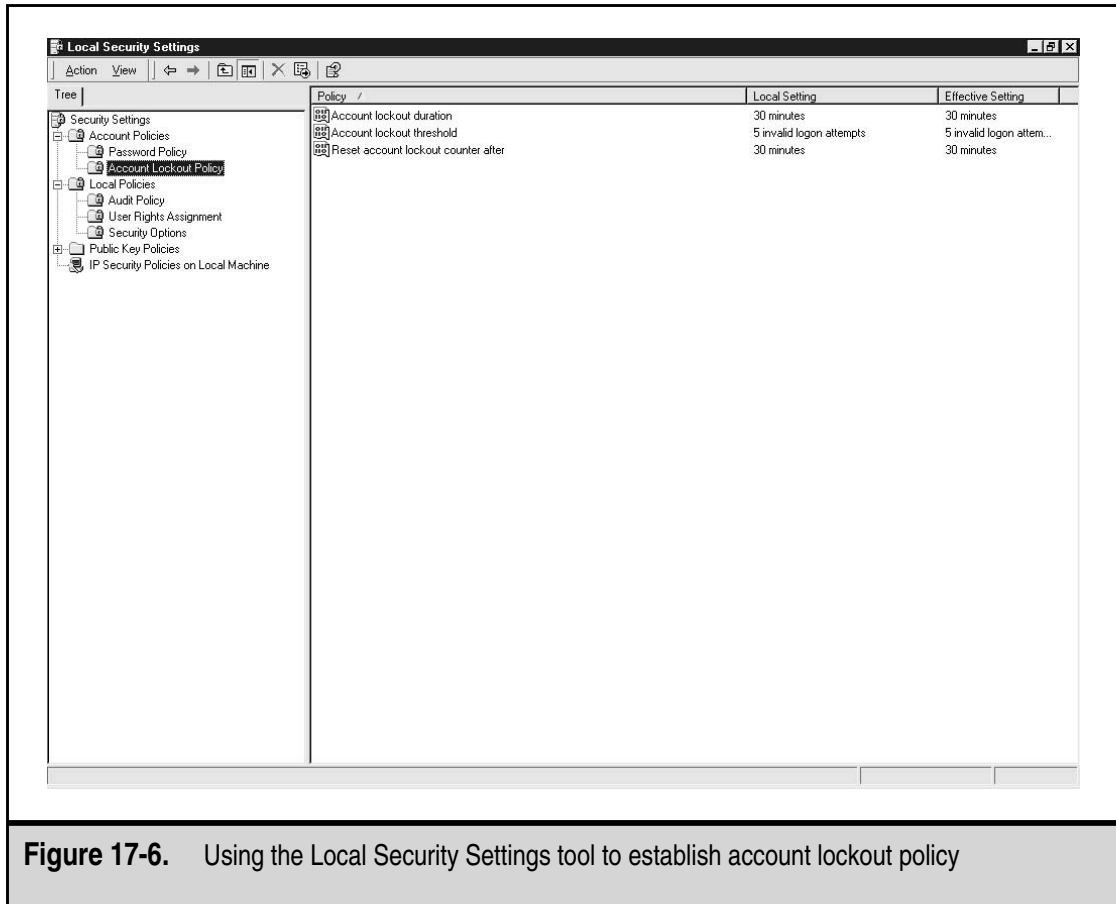 Local Security Settings
Action View
Tree
Policy / Local Setting Effective Setting
Security Settings
Account Policies
Password Policy
Account Lockout Policy
Local Policies
Audit Policy
User Rights Assignment
Security Options
Public Key Policies
IP Security Policies on Local Machine
Account lockout duration 30 minutes 30 minutes
Account lockout threshold 5 invalid logon attempts 5 invalid logon attem...
Reset account lockout counter after 30 minutes 30 minutes
Figure 17-6. Using the Local Security Settings tool to establish account lockout policy